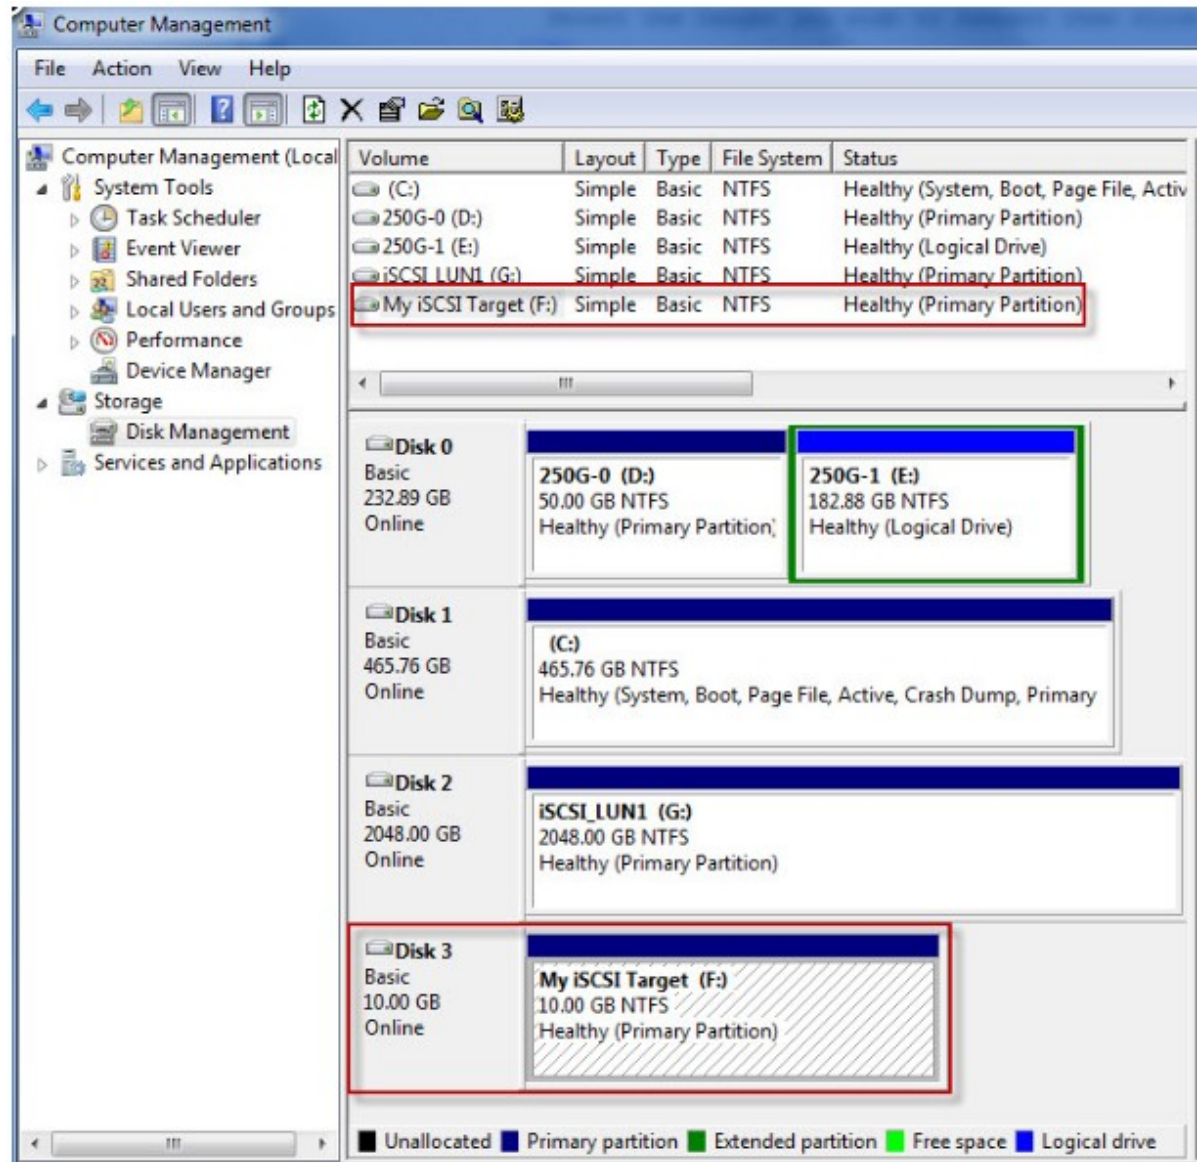 Computer Management
File Action View Help
Computer Management (Local
System Tools
Task Scheduler
Event Viewer
Shared Folders
Local Users and Groups
Performance
Device Manager
Storage
Disk Management
Services and Applications
Volume Layout Type File System Status
(C:) Simple Basic NTFS Healthy (System, Boot, Page File, Activ
250G-0 (D:) Simple Basic NTFS Healthy (Primary Partition)
250G-1 (E:) Simple Basic NTFS Healthy (Logical Drive)
iSCSI_LUN1 (G:) Simple Basic NTFS Healthy (Primary Partition)
My iSCSI Target (F:) Simple Basic NTFS Healthy (Primary Partition)
Disk 0
Basic
232.89 GB
Online
250G-0 (D:)
50.00 GB NTFS
Healthy (Primary Partition)
250G-1 (E:)
182.88 GB NTFS
Healthy (Logical Drive)
Disk 1
Basic
465.76 GB
Online
(C:)
465.76 GB NTFS
Healthy (System, Boot, Page File, Active, Crash Dump, Primary
Disk 2
Basic
2048.00 GB
Online
iSCSI_LUN1 (G:)
2048.00 GB NTFS
Healthy (Primary Partition)
Disk 3
Basic
10.00 GB
Online
My iSCSI Target (F:)
10.00 GB NTFS
Healthy (Primary Partition)
Unallocated Primary partition Extended partition Free space Logical drive